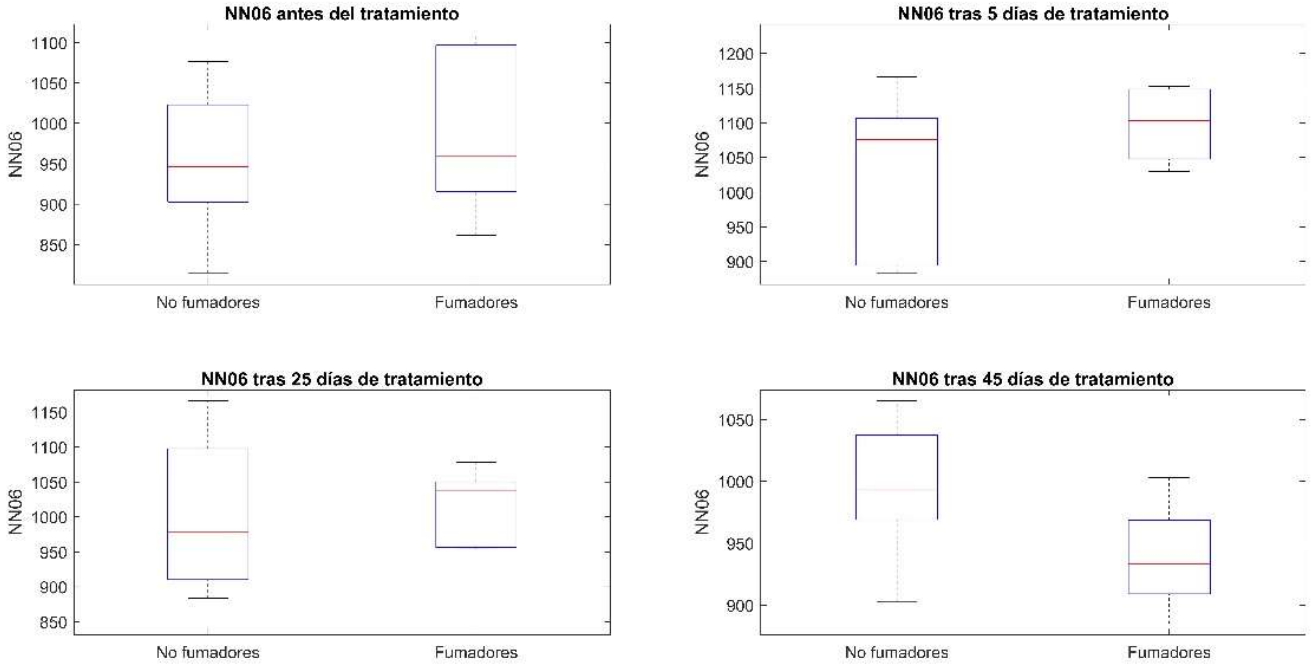 NN06 antes del tratamiento
1100
1050
1000
950
900
850
NN06
No fumadores
Fumadores
NN06 tras 5 días de tratamiento
1200
1150
1100
1050
1000
950
900
NN06
No fumadores
Fumadores
NN06 tras 25 días de tratamiento
1150
1100
1050
1000
950
900
850
NN06
No fumadores
Fumadores
NN06 tras 45 días de tratamiento
1050
1000
950
900
NN06
No fumadores
Fumadores